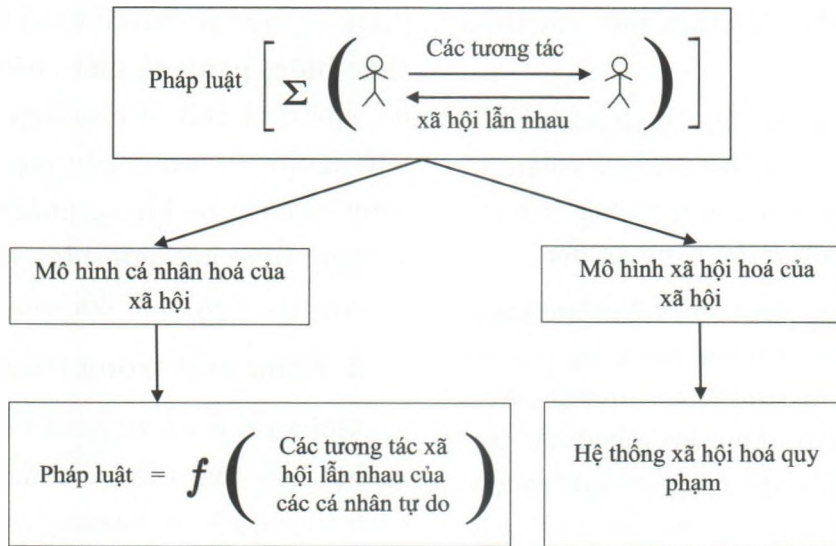 Các tương tác
Pháp luật [ Σ ( ) ]
xã hội lẫn nhau
Mô hình cá nhân hoá của
xã hội
Mô hình xã hội hoá của
xã hội
Pháp luật = f ( Các tương tác xã
hội lẫn nhau của
các cá nhân tự do )
Hệ thống xã hội hoá quy
phạm